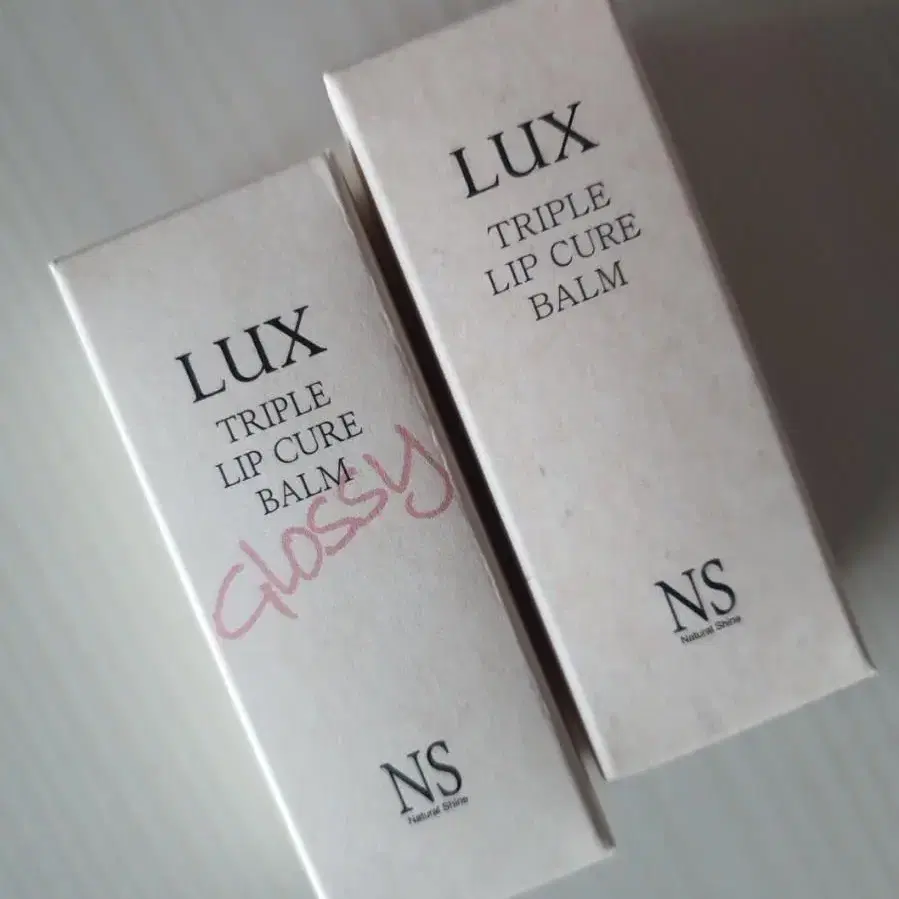 LUX
TRIPLE
LIP CURE
BALM
Glossy
NS
Natural Shine
LUX
TRIPLE
LIP CURE
BALM
NS
Natural Shine